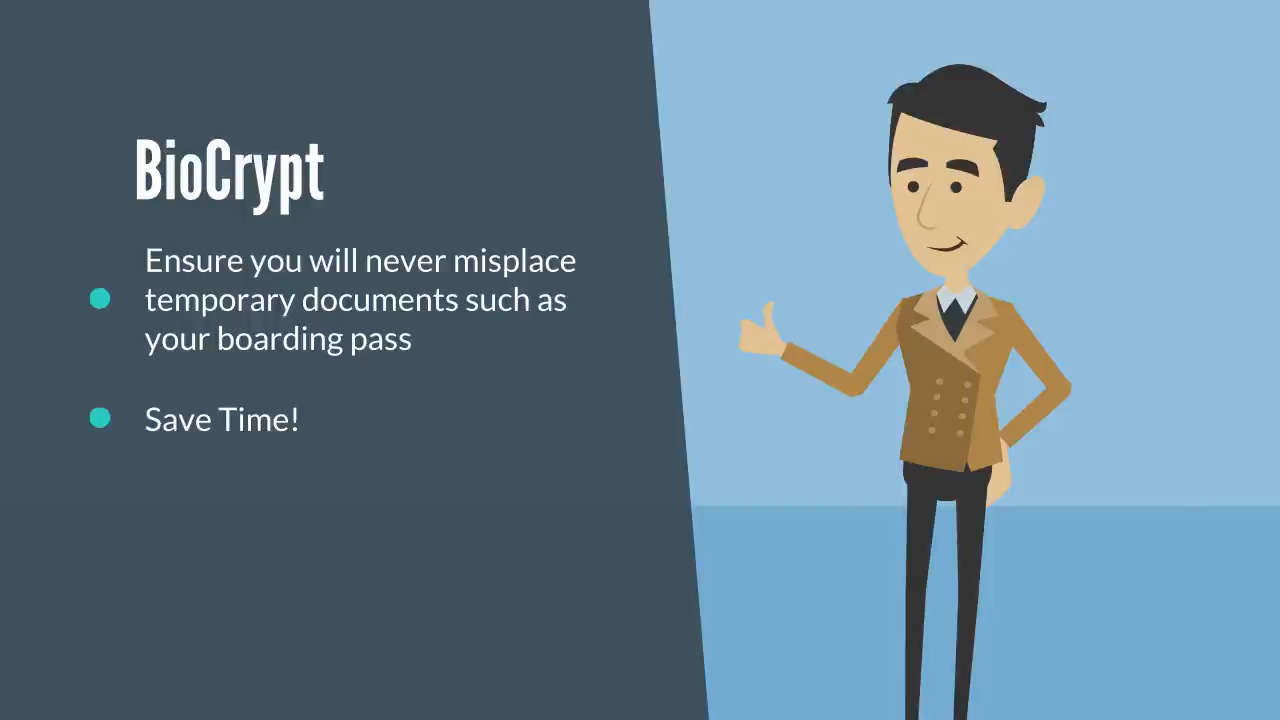 BioCrypt
Ensure you will never misplace
temporary documents such as
your boarding pass
Save Time!